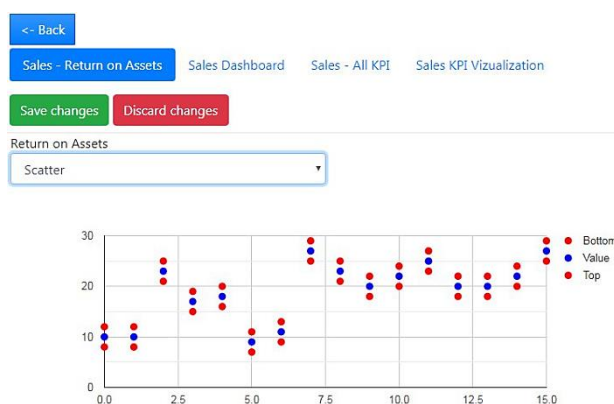 <- Back
Sales - Return on Assets Sales Dashboard Sales - All KPI Sales KPI Vizualization
Save changes Discard changes
Return on Assets
Scatter
30
20
10
0
0.0 2.5 5.0 7.5 10.0 12.5 15.0
Bottom
Value
Top